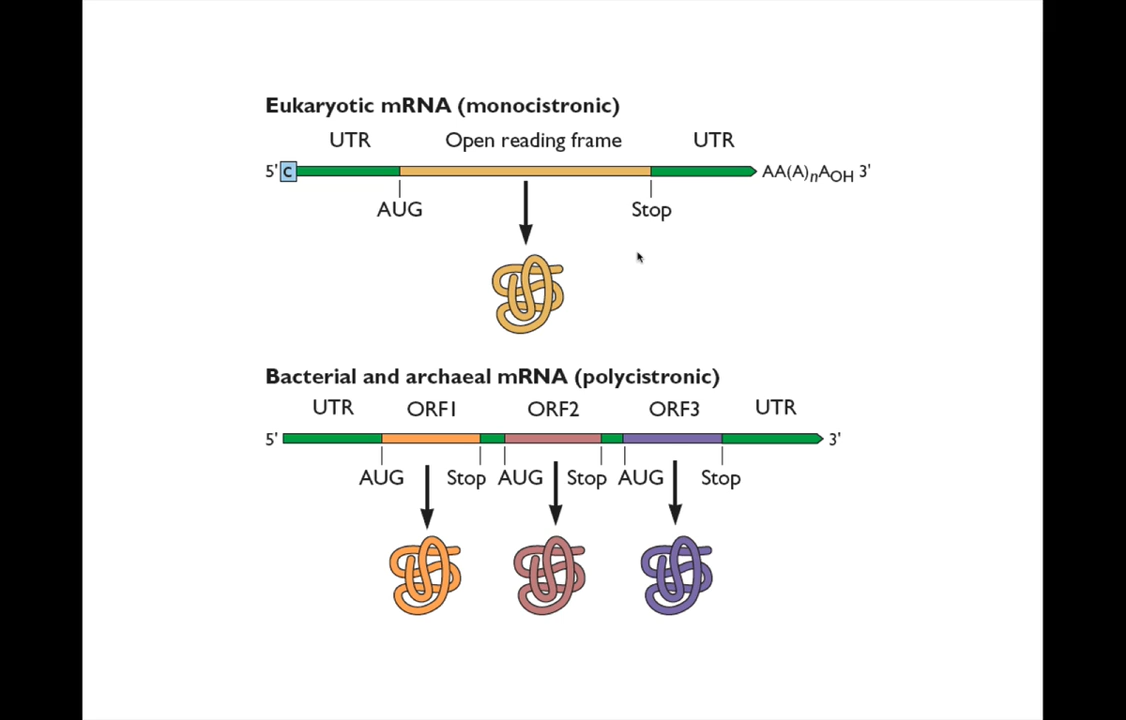 Eukaryotic mRNA (monocistronic)
UTR Open reading frame UTR
5' C AA(A)nAOH 3'
AUG Stop
Bacterial and archaeal mRNA (polycistronic)
UTR ORF1 ORF2 ORF3 UTR
5' 3'
AUG Stop AUG Stop AUG Stop